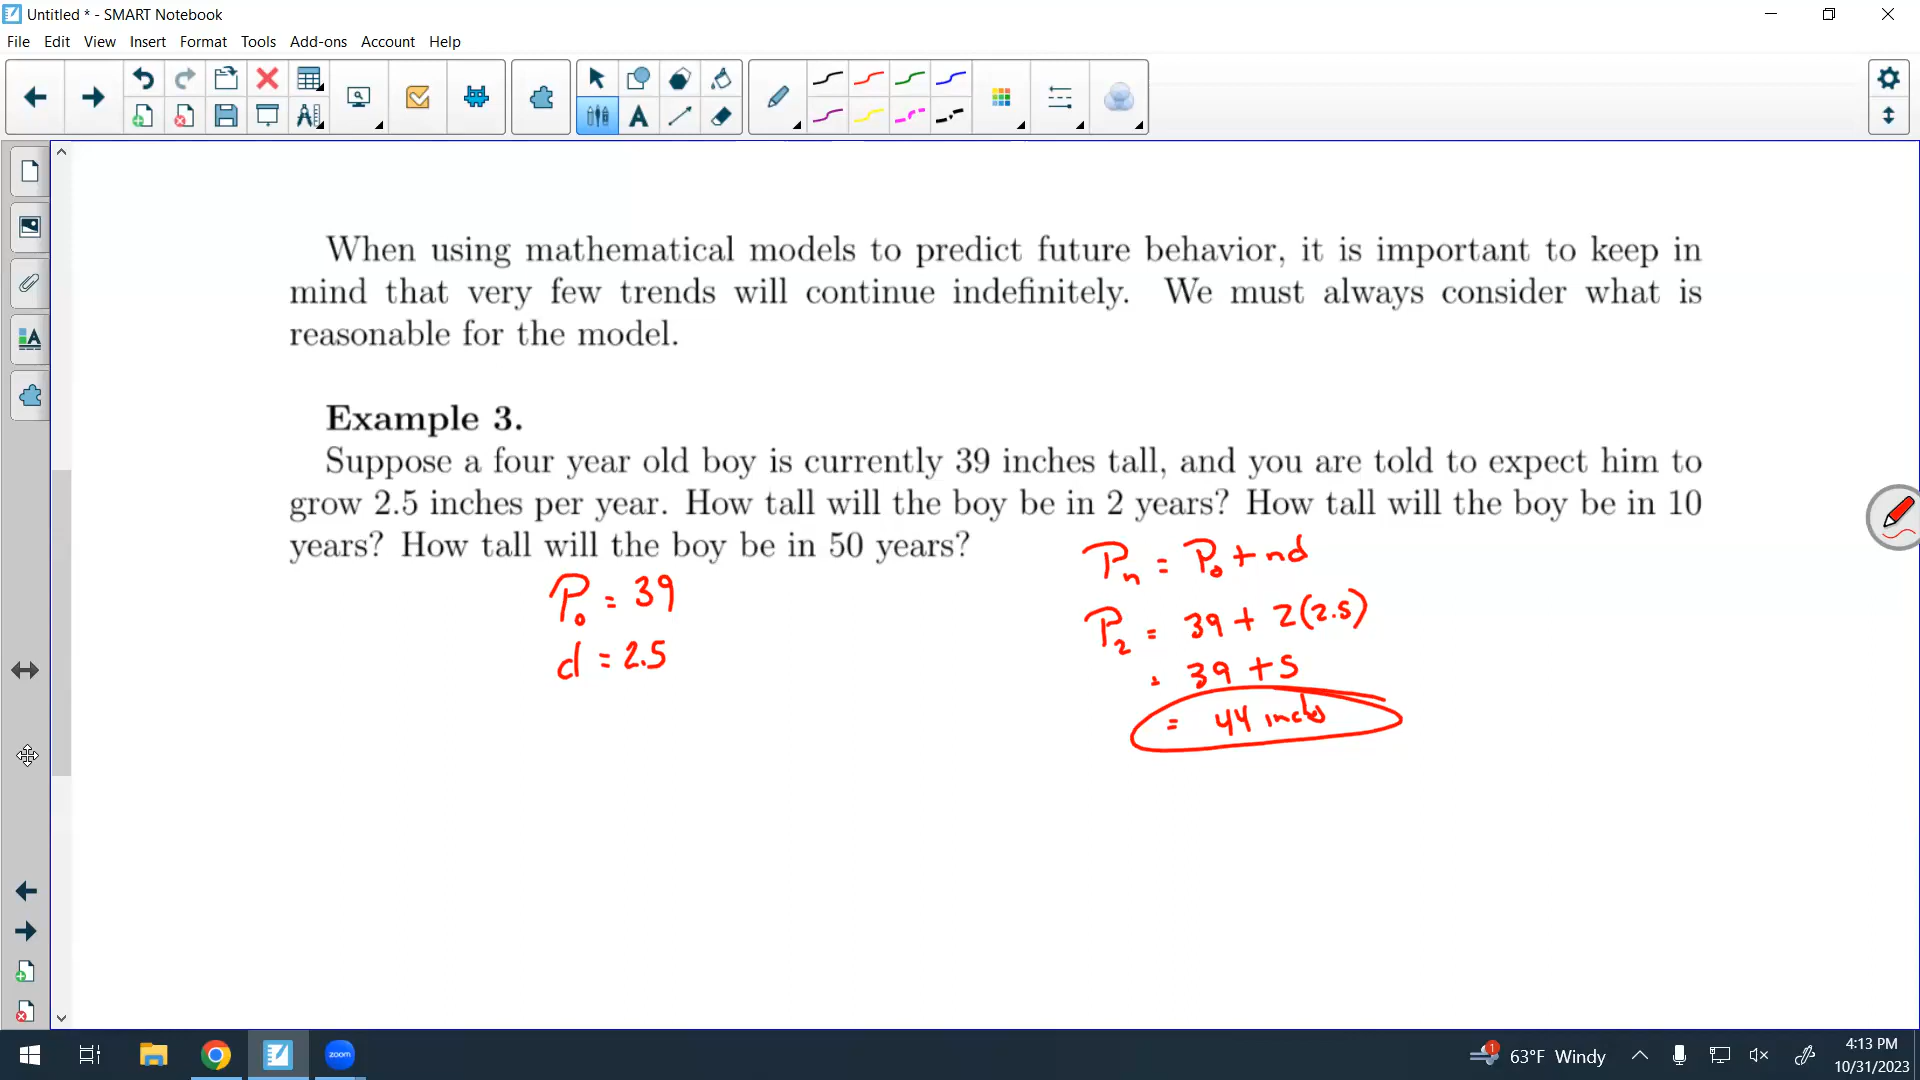 Untitled * - SMART Notebook
File Edit View Insert Format Tools Add-ons Account Help
When using mathematical models to predict future behavior, it is important to keep in
mind that very few trends will continue indefinitely. We must always consider what is
reasonable for the model.
Example 3.
Suppose a four year old boy is currently 39 inches tall, and you are told to expect him to
grow 2.5 inches per year. How tall will the boy be in 2 years? How tall will the boy be in 10
years? How tall will the boy be in 50 years?
P₀ = 39
d = 2.5
Pₙ = P₀ + nd
P₂ = 39 + 2(2.5)
= 39 + 5
= 44 inches
zoom
1
63°F Windy
4:13 PM
10/31/2023